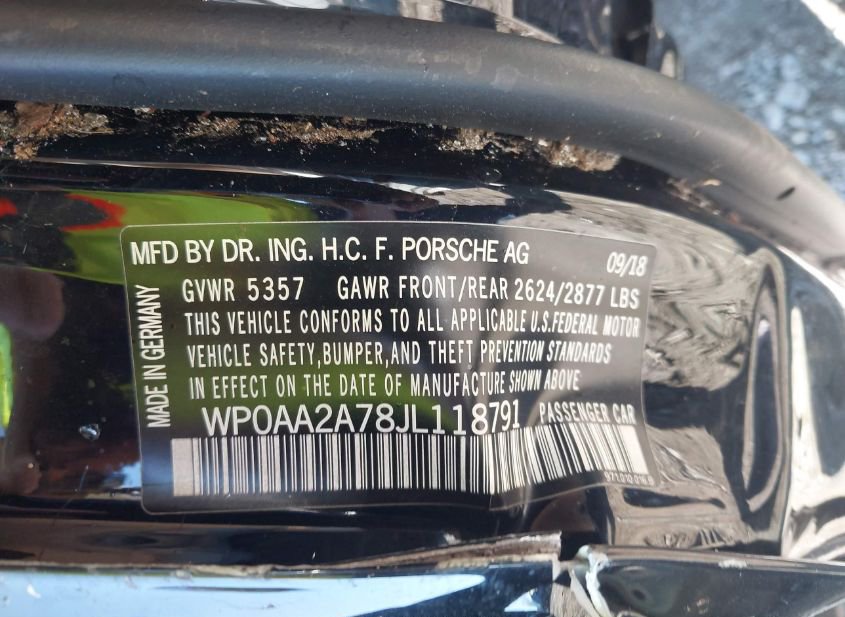 MFD BY DR. ING. H.C. F. PORSCHE AG 09/18
MADE IN GERMANY
GVWR 5357 GAWR FRONT/REAR 2624/2877 LBS
THIS VEHICLE CONFORMS TO ALL APPLICABLE U.S.FEDERAL MOTOR
VEHICLE SAFETY,BUMPER,AND THEFT PREVENTION STANDARDS
IN EFFECT ON THE DATE OF MANUFACTURE SHOWN ABOVE
WP0AA2A78JL118791 PASSENGER CAR